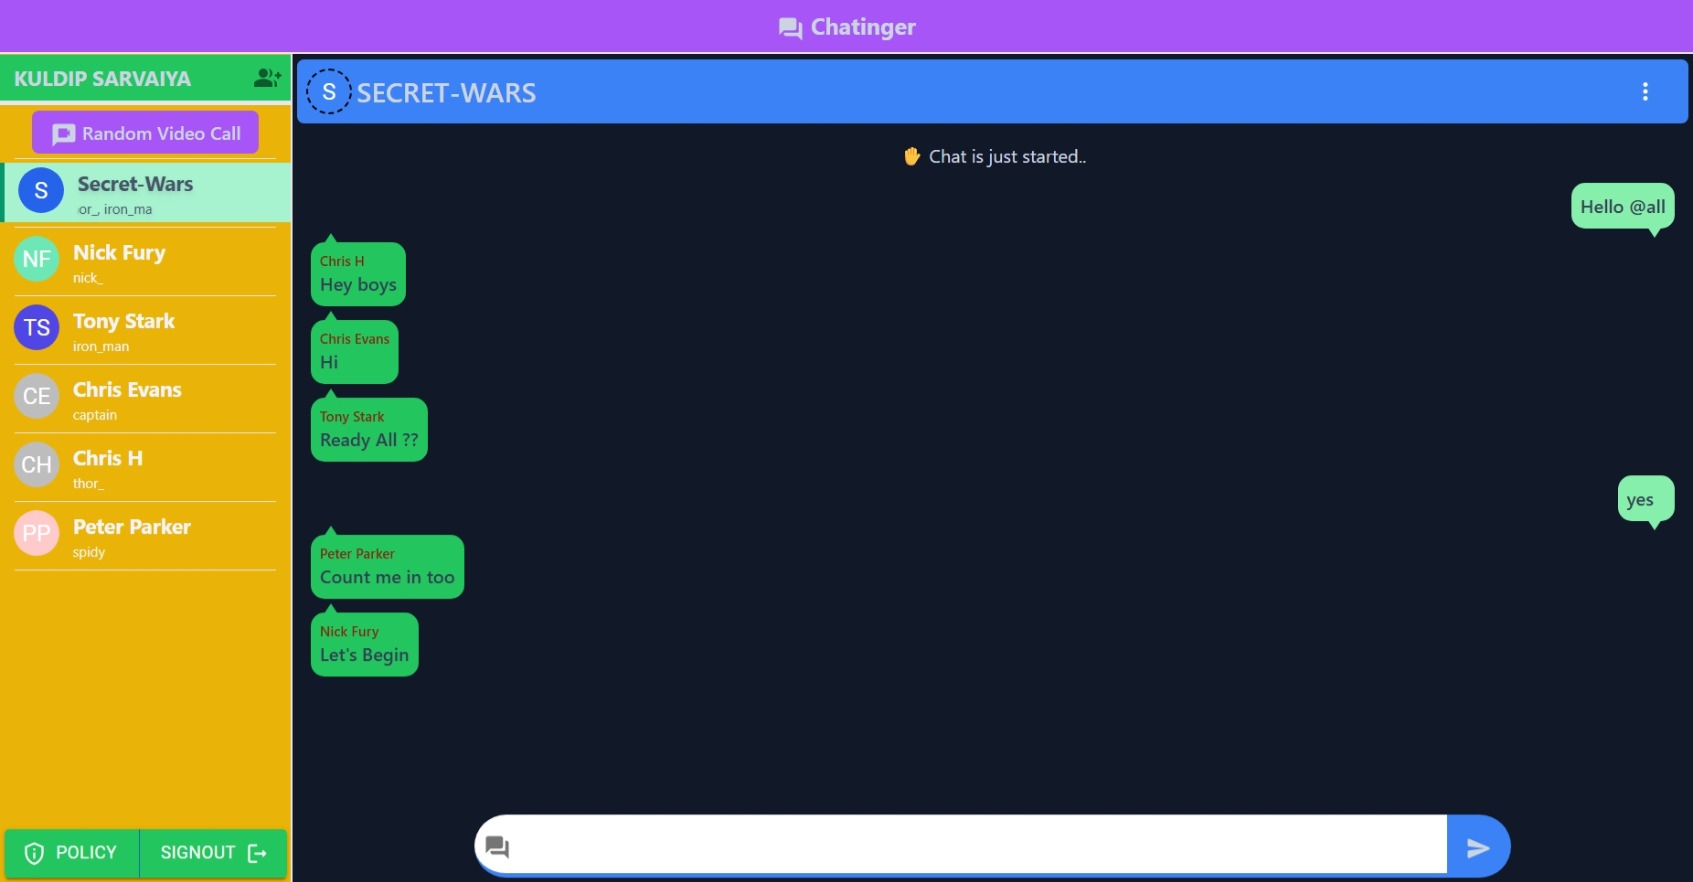 Chatinger
KULDIP SARVAIYA
Random Video Call
S
Secret-Wars
or_, iron_ma
NF
Nick Fury
nick_
TS
Tony Stark
iron_man
CE
Chris Evans
captain
CH
Chris H
thor_
PP
Peter Parker
spidy
POLICY
SIGNOUT
S
SECRET-WARS
Chat is just started..
Hello @all
Chris H
Hey boys
Chris Evans
Hi
Tony Stark
Ready All ??
yes
Peter Parker
Count me in too
Nick Fury
Let's Begin